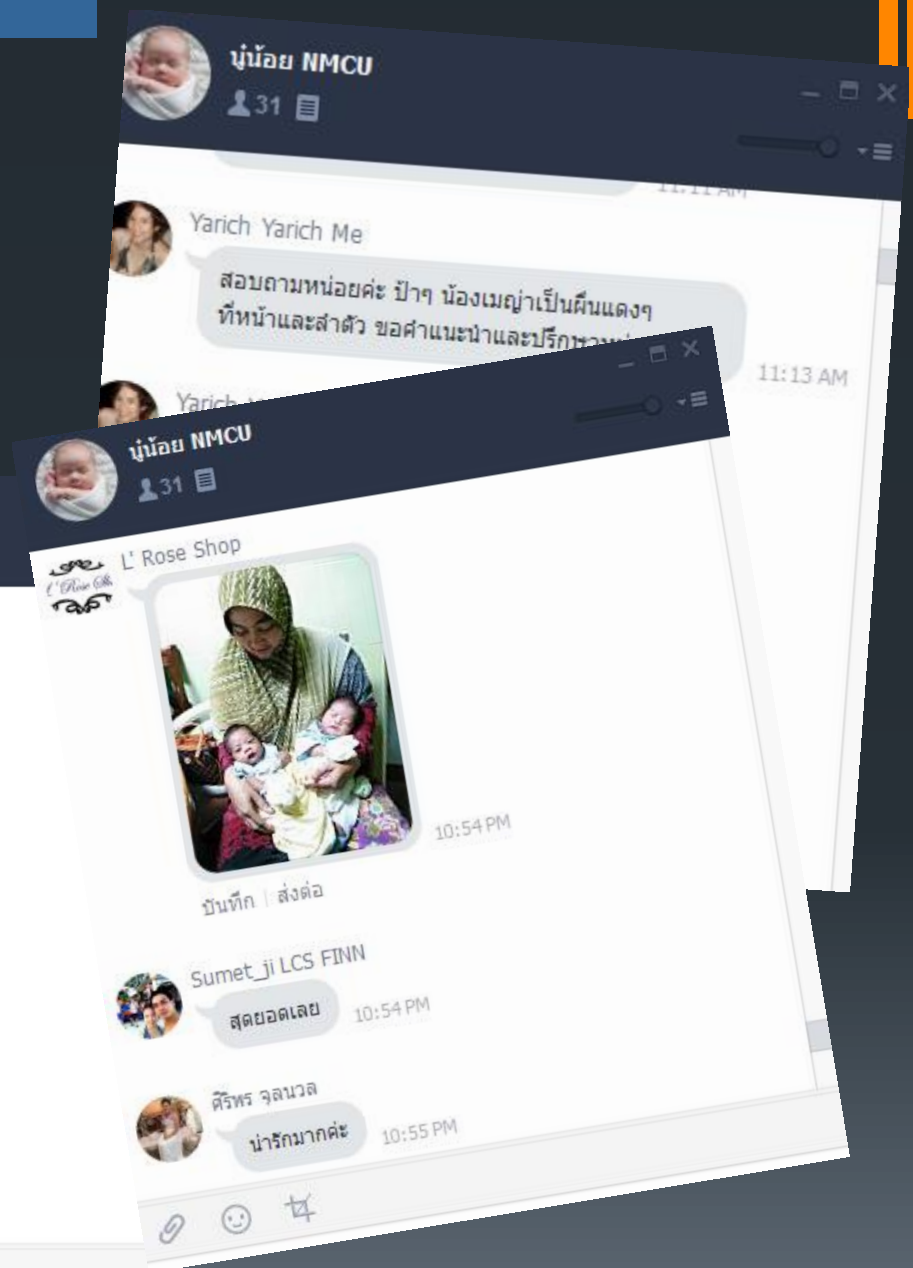 นู๋น้อย NMCU
31
11:11 AM
Yarich Yarich Me
สอบถามหน่อยค่ะ ป้าๆ น้องเมญ่าเป็นผื่นแดงๆ
ที่หน้าและลำตัว ขอคำแนะนำและปรึกษา
11:13 AM
Yarich
นู๋น้อย NMCU
31
L' Rose Shop
10:54 PM
บันทึก | ส่งต่อ
Sumet_ji LCS FINN
สุดยอดเลย
10:54 PM
ศิริพร จุลนวล
น่ารักมากค่ะ
10:55 PM